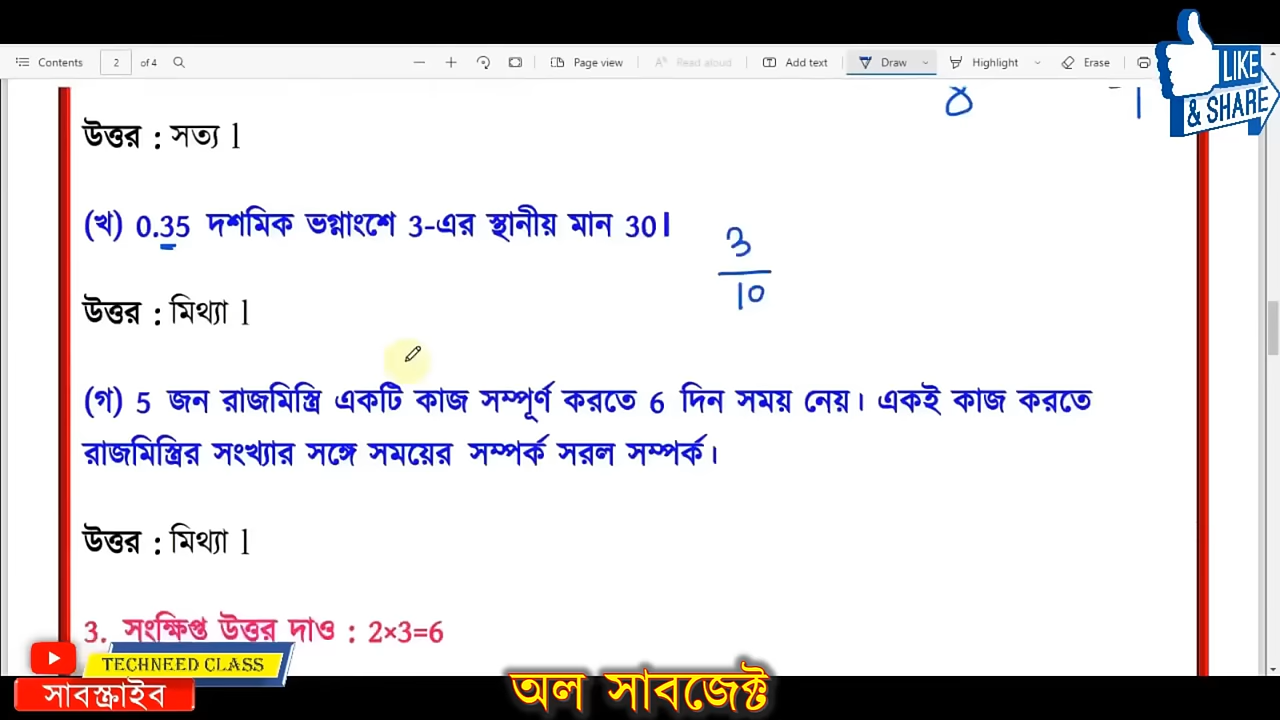 Contents 2 of 4 Page view Read aloud Add text Draw Highlight Erase
LIKE
& SHARE
8 1
উত্তর : সত্য l
(খ) 0.35 দশমিক ভগ্নাংশে 3-এর স্থানীয় মান 30।
3
10
উত্তর : মিথ্যা l
(গ) 5 জন রাজমিস্ত্রি একটি কাজ সম্পূর্ণ করতে 6 দিন সময় নেয়। একই কাজ করতে
রাজমিস্ত্রির সংখ্যার সঙ্গে সময়ের সম্পর্ক সরল সম্পর্ক।
উত্তর : মিথ্যা l
3. সংক্ষিপ্ত উত্তর দাও : 2×3=6
TECHNEED CLASS
সাবস্ক্রাইব
অল সাবজেক্ট